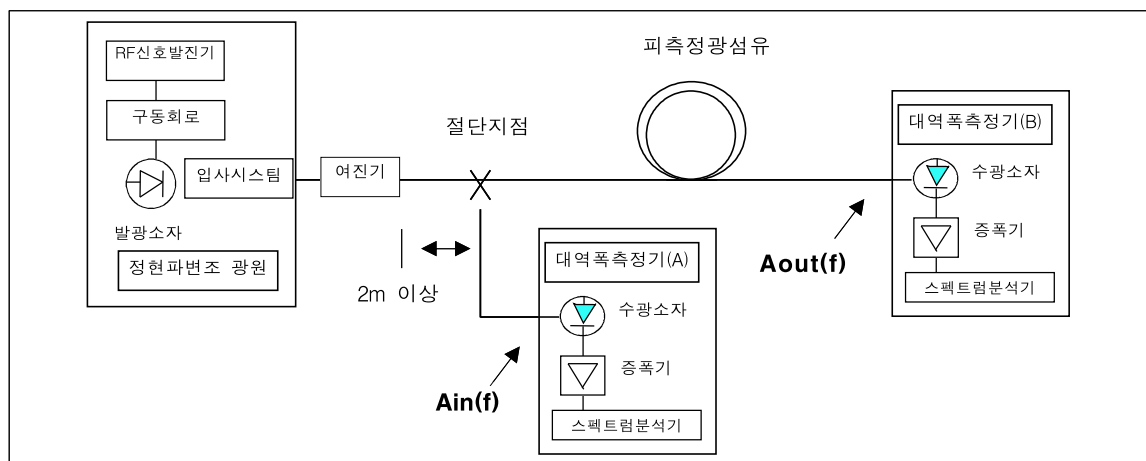 RF신호발진기
구동회로
입사시스팀
발광소자
정현파변조 광원
여진기
절단지점
2m 이상
피측정광섬유
대역폭측정기(A)
수광소자
증폭기
스펙트럼분석기
Ain(f)
대역폭측정기(B)
수광소자
증폭기
스펙트럼분석기
Aout(f)